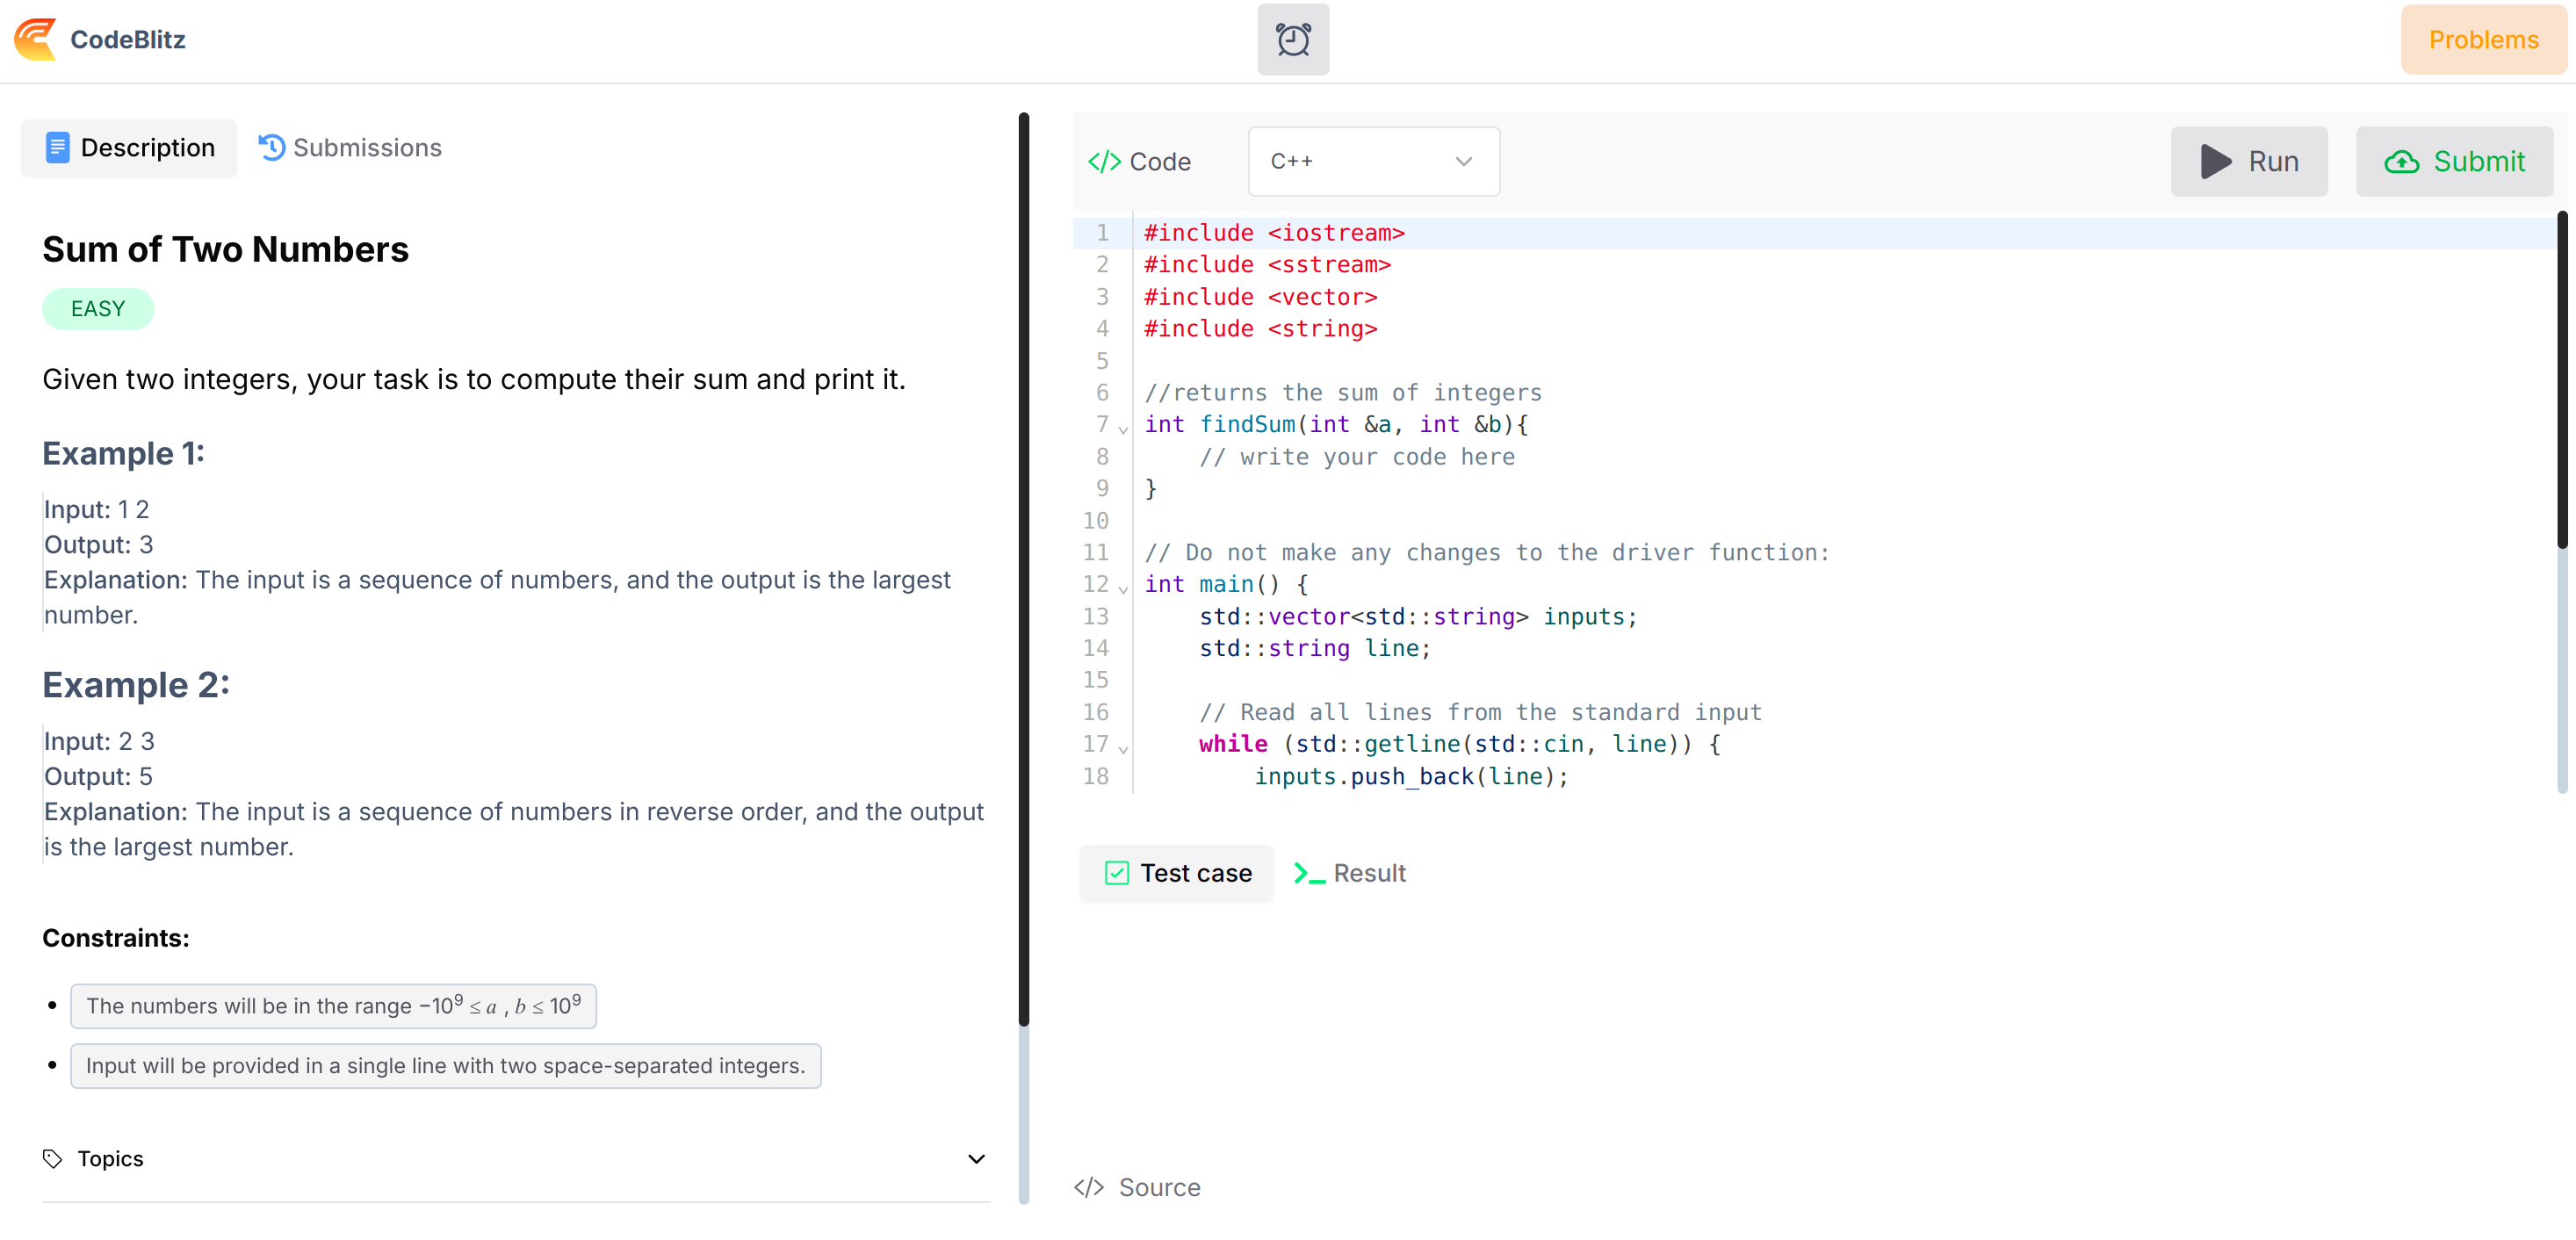 CodeBlitz
Problems
Description
Submissions
Sum of Two Numbers
EASY
Given two integers, your task is to compute their sum and print it.
Example 1:
Input: 1 2
Output: 3
Explanation: The input is a sequence of numbers, and the output is the largest
number.
Example 2:
Input: 2 3
Output: 5
Explanation: The input is a sequence of numbers in reverse order, and the output
is the largest number.
Constraints:
The numbers will be in the range −10⁹ ≤ a , b ≤ 10⁹
Input will be provided in a single line with two space-separated integers.
Topics
</> Code
C++
Run
Submit
1 #include <iostream>
2 #include <sstream>
3 #include <vector>
4 #include <string>
5
6 //returns the sum of integers
7 int findSum(int &a, int &b){
8     // write your code here
9 }
10
11 // Do not make any changes to the driver function:
12 int main() {
13     std::vector<std::string> inputs;
14     std::string line;
15
16     // Read all lines from the standard input
17     while (std::getline(std::cin, line)) {
18         inputs.push_back(line);
Test case
Result
</> Source